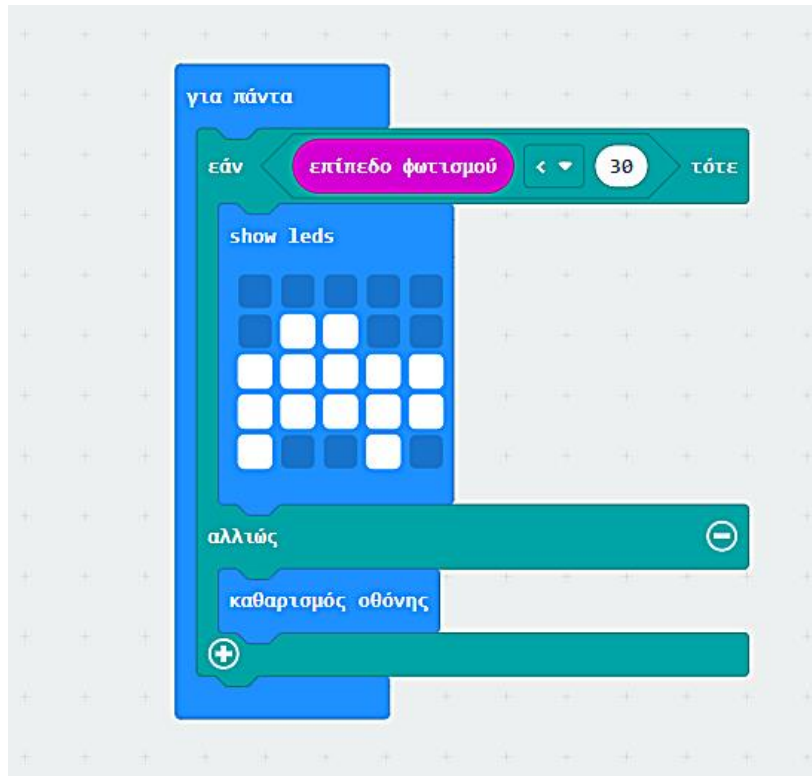 για πάντα
εάν επίπεδο φωτισμού < 30 τότε
show leds
αλλιώς
καθαρισμός οθόνης